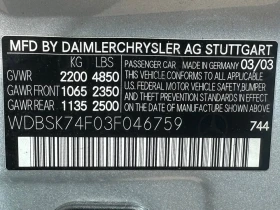 MFD. BY DAIMLERCHRYSLER AG STUTTGART
KG LBS
GVWR 2200 4850
GAWR FRONT 1065 2350
GAWR REAR 1135 2500
PASSENGER CAR
MADE IN GERMANY 03/03
THIS VEHICLE CONFORMS TO ALL APPLICABLE
U.S. FEDERAL MOTOR VEHICLE SAFETY, BUMPER
AND THEFT PREVENTION STANDARDS IN EFFECT
ON THE DATE OF MANUFACTURE SHOWN ABOVE.
WDBSK74F03F046759
744